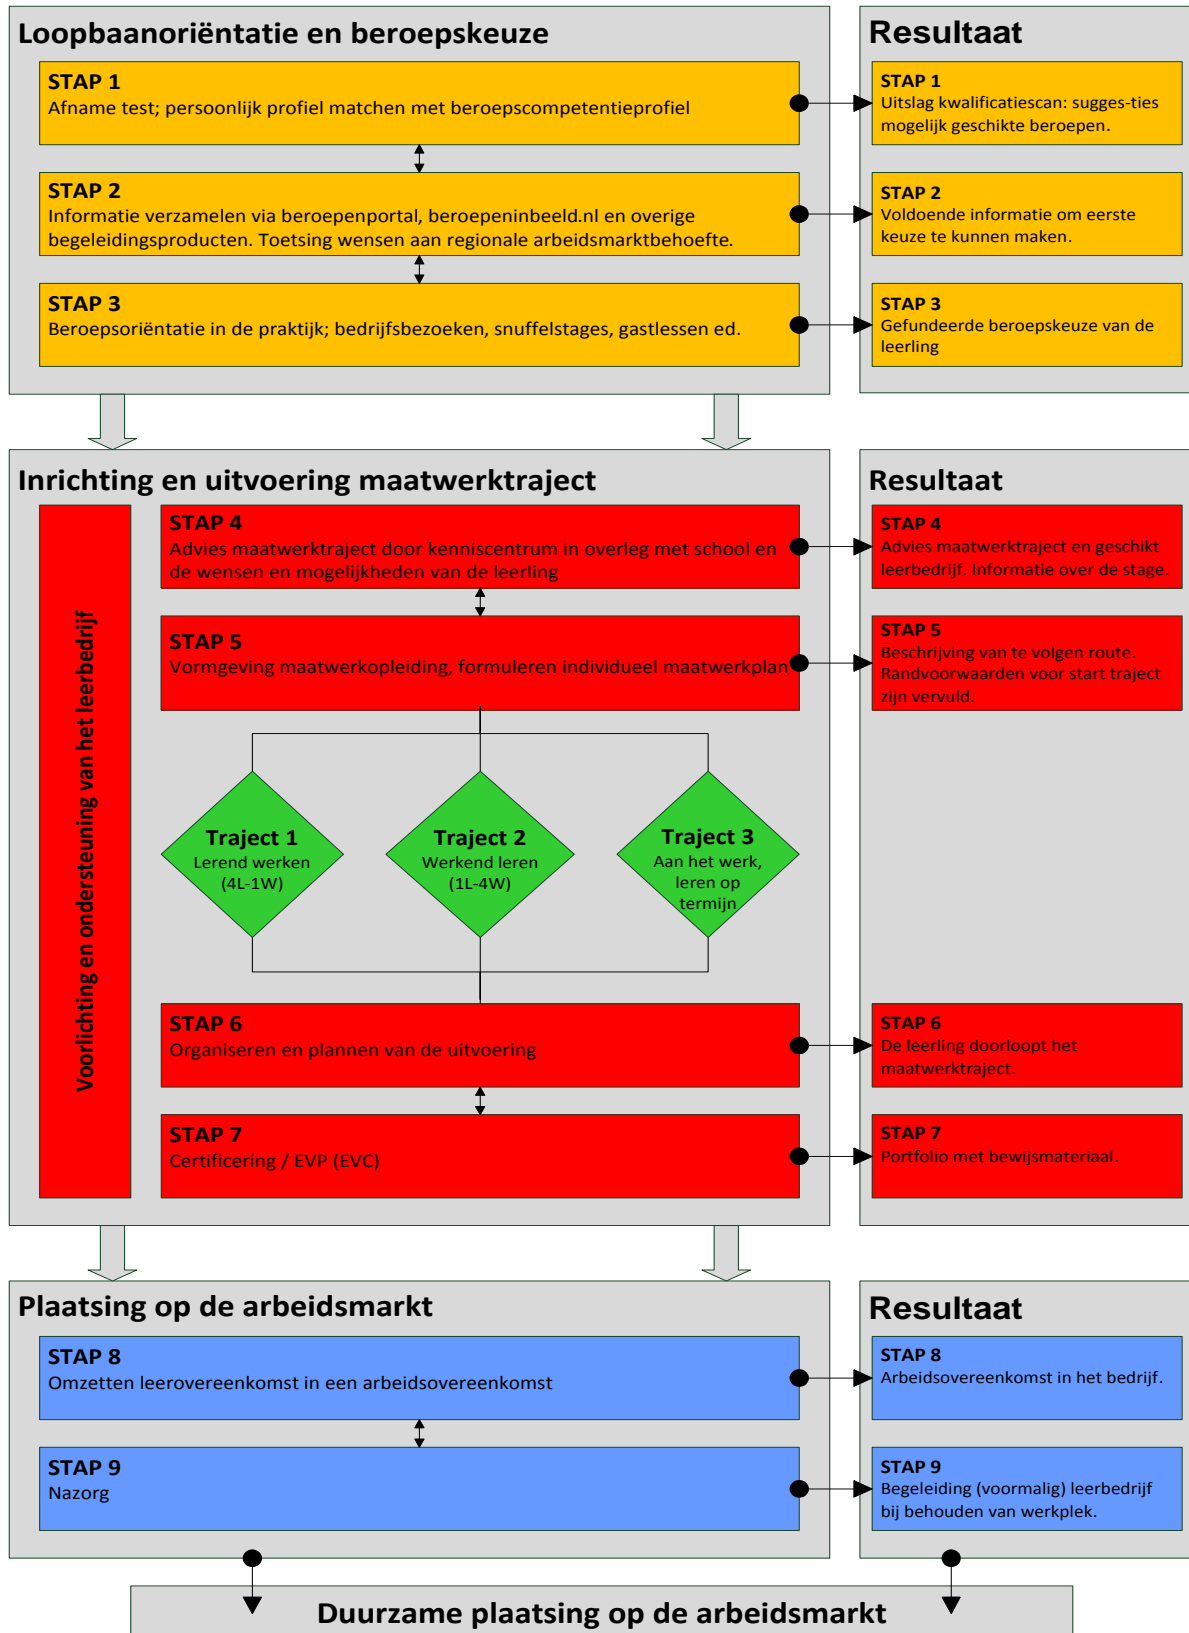 Loopbaanoriëntatie en beroepskeuze
STAP 1
Afname test; persoonlijk profiel matchen met beroepscompetentieprofiel
STAP 2
Informatie verzamelen via beroepenportal, beroepeninbeeld.nl en overige
begeleidingsproducten. Toetsing wensen aan regionale arbeidsmarktbehoefte.
STAP 3
Beroepsoriëntatie in de praktijk; bedrijfsbezoeken, snuffelstages, gastlessen ed.
Resultaat
STAP 1
Uitslag kwalificatiescan: sugges-ties
mogelijk geschikte beroepen.
STAP 2
Voldoende informatie om eerste
keuze te kunnen maken.
STAP 3
Gefundeerde beroepskeuze van de
leerling
Inrichting en uitvoering maatwerktraject
Voorlichting en ondersteuning van het leerbedrijf
STAP 4
Advies maatwerktraject door kenniscentrum in overleg met school en
de wensen en mogelijkheden van de leerling
STAP 5
Vormgeving maatwerkopleiding, formuleren individueel maatwerkplan
Traject 1
Lerend werken
(4L-1W)
Traject 2
Werkend leren
(1L-4W)
Traject 3
Aan het werk,
leren op
termijn
STAP 6
Organiseren en plannen van de uitvoering
STAP 7
Certificering / EVP (EVC)
Resultaat
STAP 4
Advies maatwerktraject en geschikt
leerbedrijf. Informatie over de stage.
STAP 5
Beschrijving van te volgen route.
Randvoorwaarden voor start traject
zijn vervuld.
STAP 6
De leerling doorloopt het
maatwerktraject.
STAP 7
Portfolio met bewijsmateriaal.
Plaatsing op de arbeidsmarkt
STAP 8
Omzetten leerovereenkomst in een arbeidsovereenkomst
STAP 9
Nazorg
Resultaat
STAP 8
Arbeidsovereenkomst in het bedrijf.
STAP 9
Begeleiding (voormalig) leerbedrijf
bij behouden van werkplek.
Duurzame plaatsing op de arbeidsmarkt